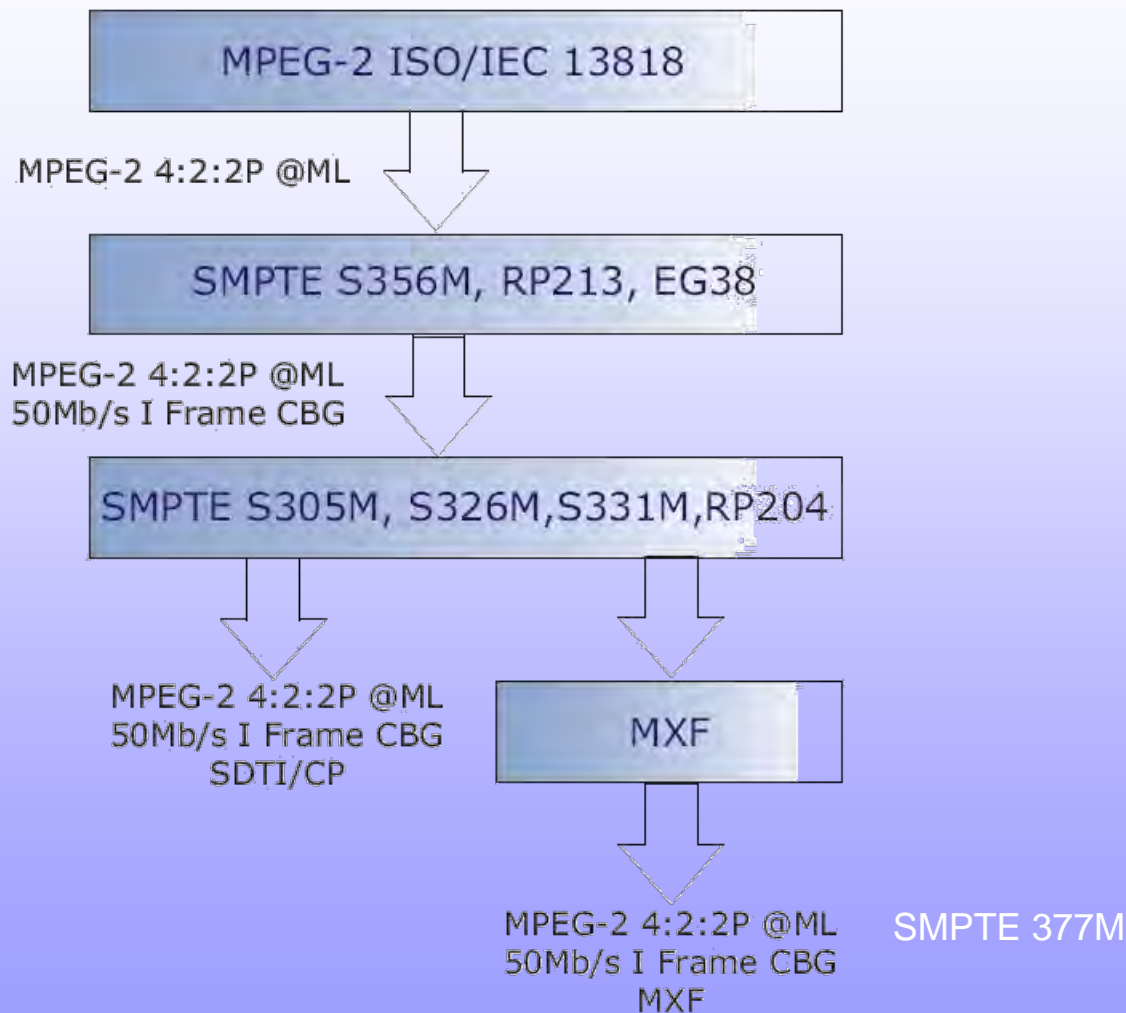 MPEG-2 ISO/IEC 13818
MPEG-2 4:2:2P @ML
SMPTE S356M, RP213, EG38
MPEG-2 4:2:2P @ML
50Mb/s I Frame CBG
SMPTE S305M, S326M,S331M,RP204
MPEG-2 4:2:2P @ML
50Mb/s I Frame CBG
SDTI/CP
MXF
MPEG-2 4:2:2P @ML
50Mb/s I Frame CBG
MXF
SMPTE 377M